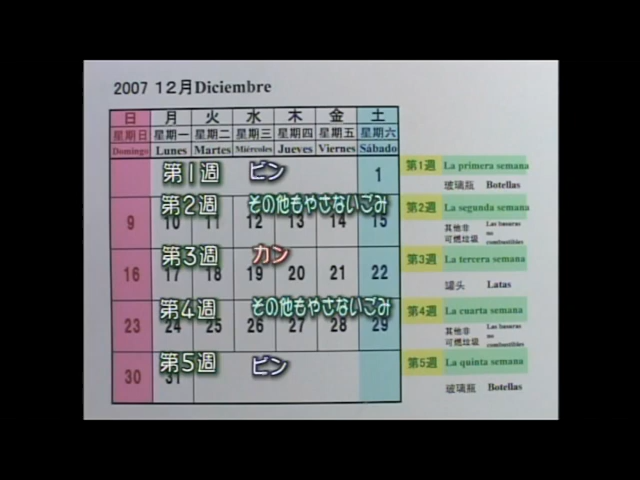 2007 12月Diciembre
日 月 火 水 木 金 土
星期日 星期一 星期二 星期三 星期四 星期五 星期六
Domingo Lunes Martes Miércoles Jueves Viernes Sábado
第1週 ビン 1
第1週 La primera semana
玻璃瓶 Botellas
第2週 その他もやさないごみ
9 10 11 12 13 14 15
第2週 La segunda semana
其他非可燃垃圾 Las basuras no combustibles
第3週 カン
16 17 18 19 20 21 22
第3週 La tercera semana
罐头 Latas
第4週 その他もやさないごみ
23 24 25 26 27 28 29
第4週 La cuarta semana
其他非可燃垃圾 Las basuras no combustibles
第5週 ビン
30 31
第5週 La quinta semana
玻璃瓶 Botellas